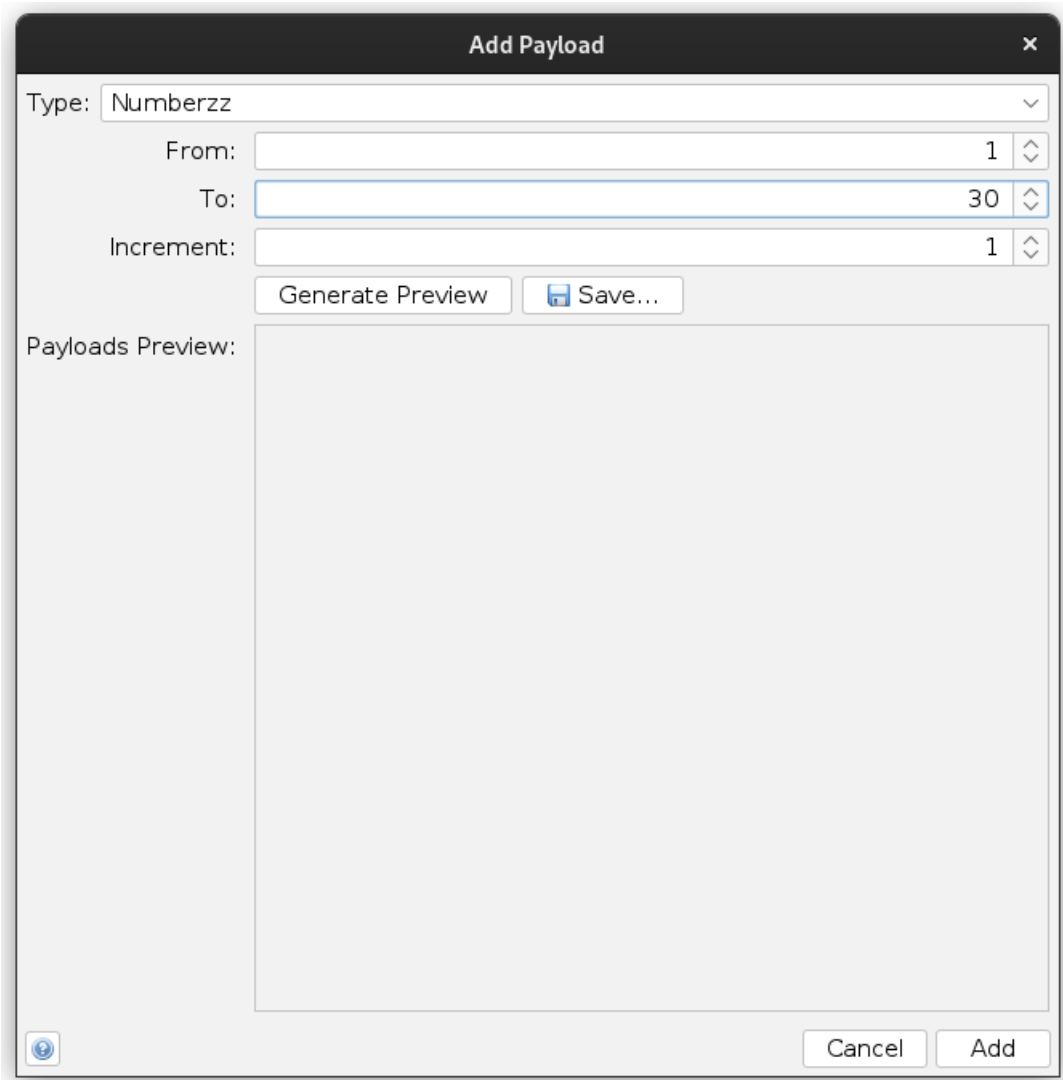 Add Payload ×
Type: Numberzz
From: 1
To: 30
Increment: 1
Generate Preview Save...
Payloads Preview:
Cancel Add